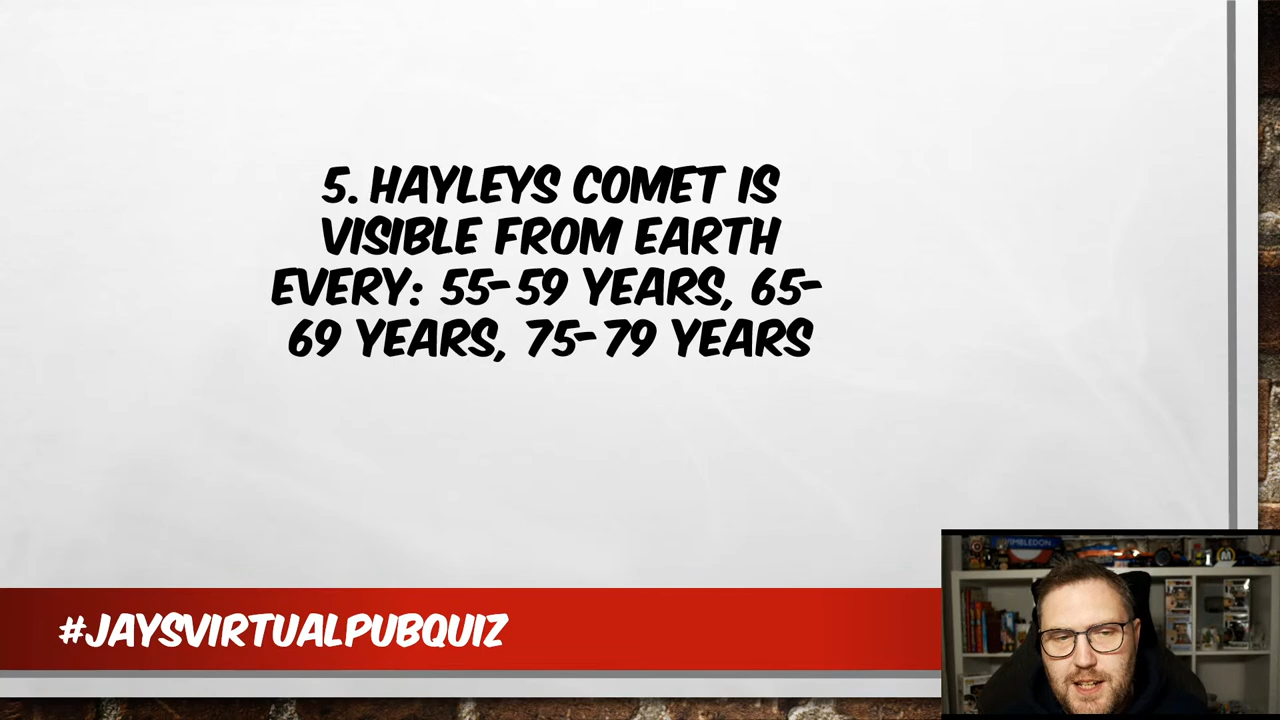 5. HAYLEYS COMET IS
VISIBLE FROM EARTH
EVERY: 55-59 YEARS, 65-
69 YEARS, 75-79 YEARS
#JAYSVIRTUALPUBQUIZ